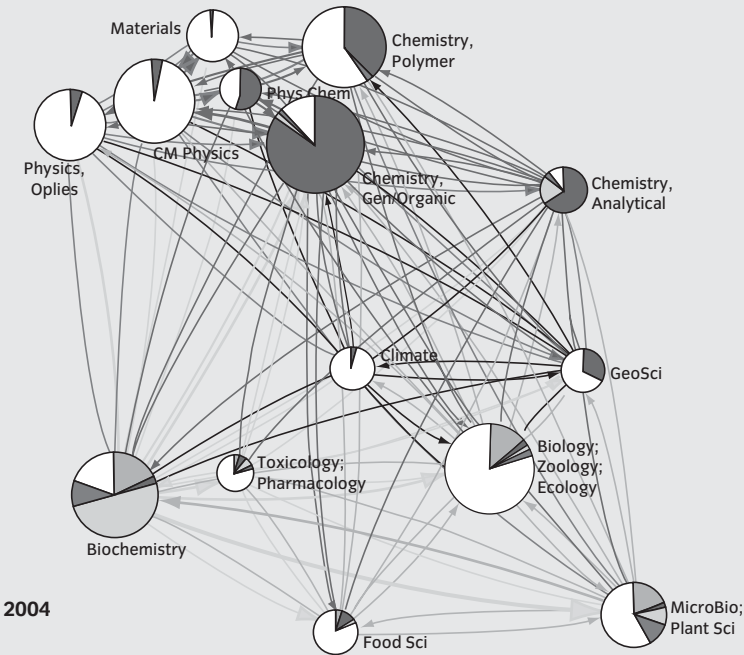 Materials
Chemistry,
Polymer
Phys Chem
CM Physics
Physics,
Oplies
Chemistry,
Gen/Organic
Chemistry,
Analytical
Climate
GeoSci
Biology;
Zoology;
Ecology
Toxicology;
Pharmacology
Biochemistry
2004
Food Sci
MicroBio;
Plant Sci